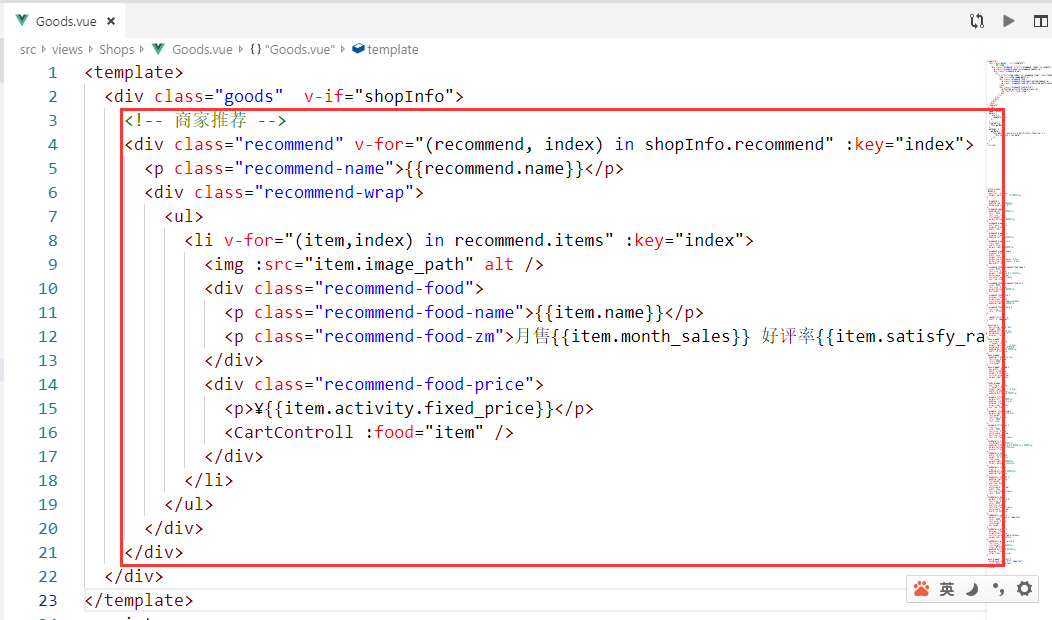 Goods.vue ×
src views Shops Goods.vue {} "Goods.vue" template
1 <template>
2 <div class="goods"  v-if="shopInfo">
3 <!-- 商家推荐 -->
4 <div class="recommend" v-for="(recommend, index) in shopInfo.recommend" :key="index">
5 <p class="recommend-name">{{recommend.name}}</p>
6 <div class="recommend-wrap">
7 <ul>
8 <li v-for="(item,index) in recommend.items" :key="index">
9 <img :src="item.image_path" alt />
10 <div class="recommend-food">
11 <p class="recommend-food-name">{{item.name}}</p>
12 <p class="recommend-food-zm">月售{{item.month_sales}} 好评率{{item.satisfy_ra
13 </div>
14 <div class="recommend-food-price">
15 <p>¥{{item.activity.fixed_price}}</p>
16 <CartControll :food="item" />
17 </div>
18 </li>
19 </ul>
20 </div>
21 </div>
22 </div>
23 </template>
英